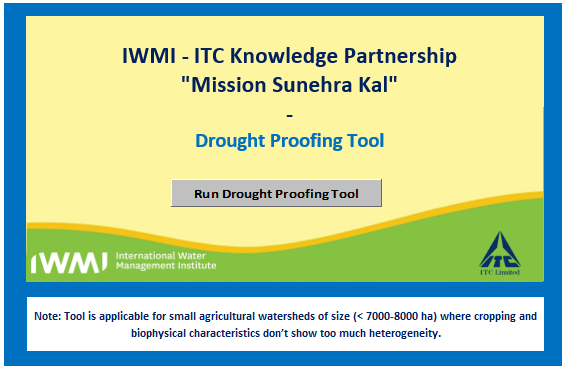 IWMI - ITC Knowledge Partnership
"Mission Sunehra Kal"
-
Drought Proofing Tool
Run Drought Proofing Tool
IWMI
International Water
Management Institute
ITC
ITC Limited
Note: Tool is applicable for small agricultural watersheds of size (< 7000-8000 ha) where cropping and
biophysical characteristics don't show too much heterogeneity.